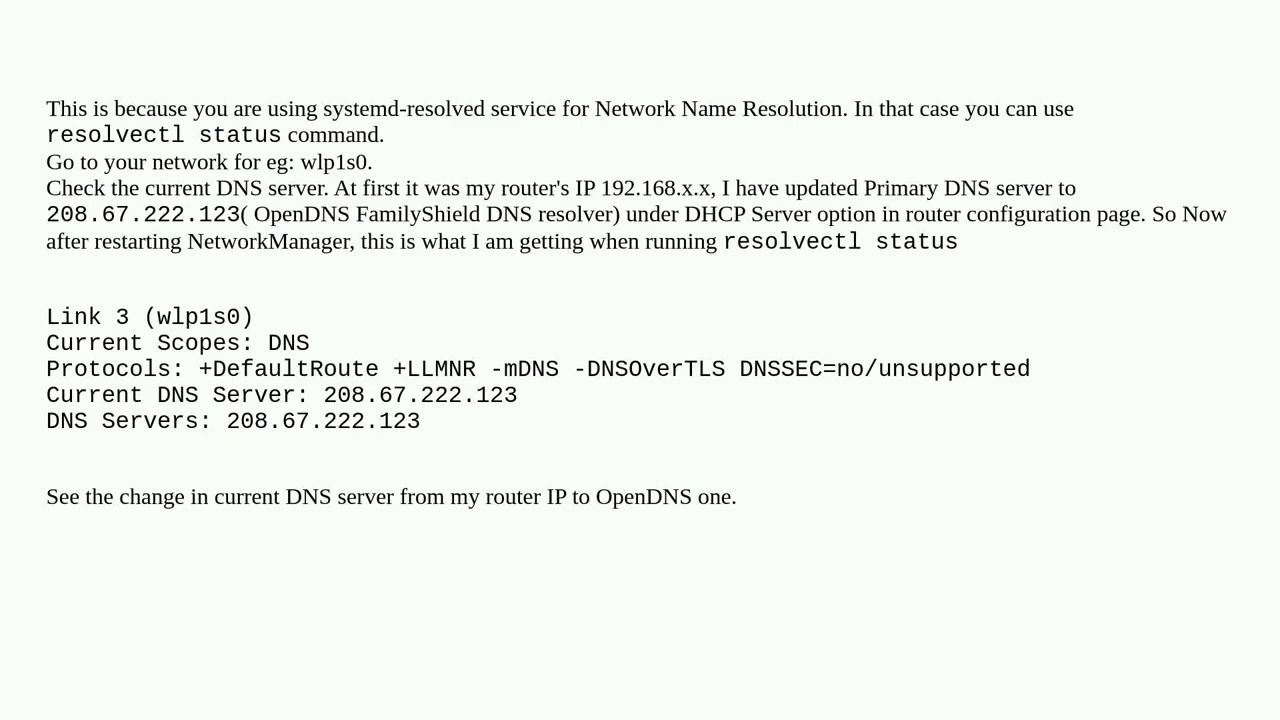 This is because you are using systemd-resolved service for Network Name Resolution. In that case you can use
resolvectl status command.
Go to your network for eg: wlp1s0.
Check the current DNS server. At first it was my router's IP 192.168.x.x, I have updated Primary DNS server to
208.67.222.123( OpenDNS FamilyShield DNS resolver) under DHCP Server option in router configuration page. So Now
after restarting NetworkManager, this is what I am getting when running resolvectl status
Link 3 (wlp1s0)
Current Scopes: DNS
Protocols: +DefaultRoute +LLMNR -mDNS -DNSOverTLS DNSSEC=no/unsupported
Current DNS Server: 208.67.222.123
DNS Servers: 208.67.222.123
See the change in current DNS server from my router IP to OpenDNS one.